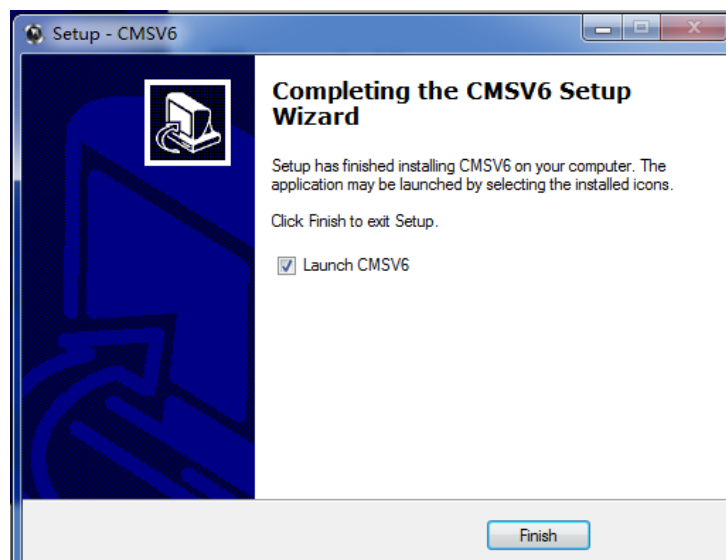 Setup - CMSV6
Completing the CMSV6 Setup
Wizard
Setup has finished installing CMSV6 on your computer. The
application may be launched by selecting the installed icons.
Click Finish to exit Setup.
Launch CMSV6
Finish